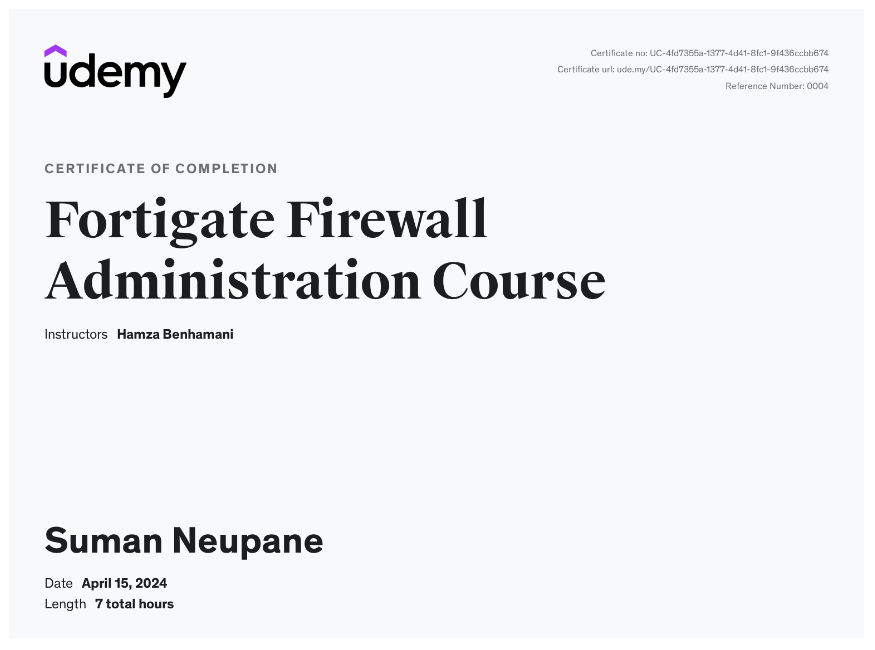 udemy
Certificate no: UC-4fd7355a-1377-4d41-8fc1-9f436ccbb674
Certificate url: ude.my/UC-4fd7355a-1377-4d41-8fc1-9f436ccbb674
Reference Number: 0004
CERTIFICATE OF COMPLETION
Fortigate Firewall
Administration Course
Instructors Hamza Benhamani
Suman Neupane
Date April 15, 2024
Length 7 total hours